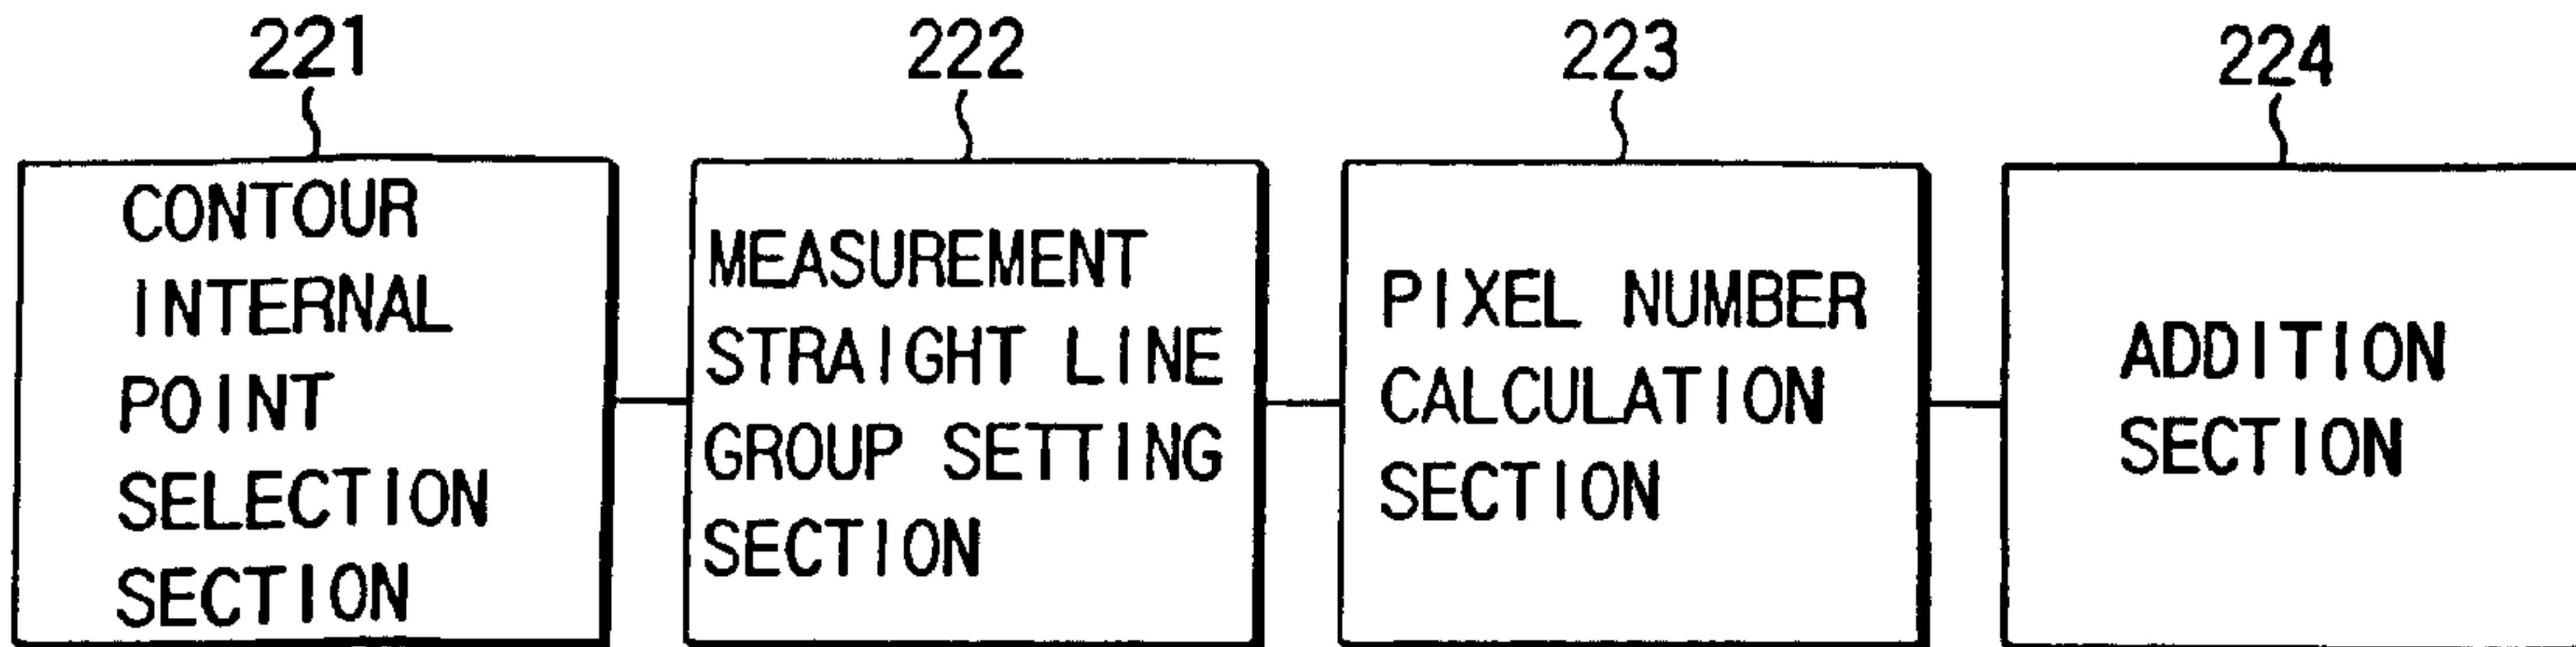 221
222
223
224
CONTOUR
INTERNAL
POINT
SELECTION
SECTION
MEASUREMENT
STRAIGHT LINE
GROUP SETTING
SECTION
PIXEL NUMBER
CALCULATION
SECTION
ADDITION
SECTION